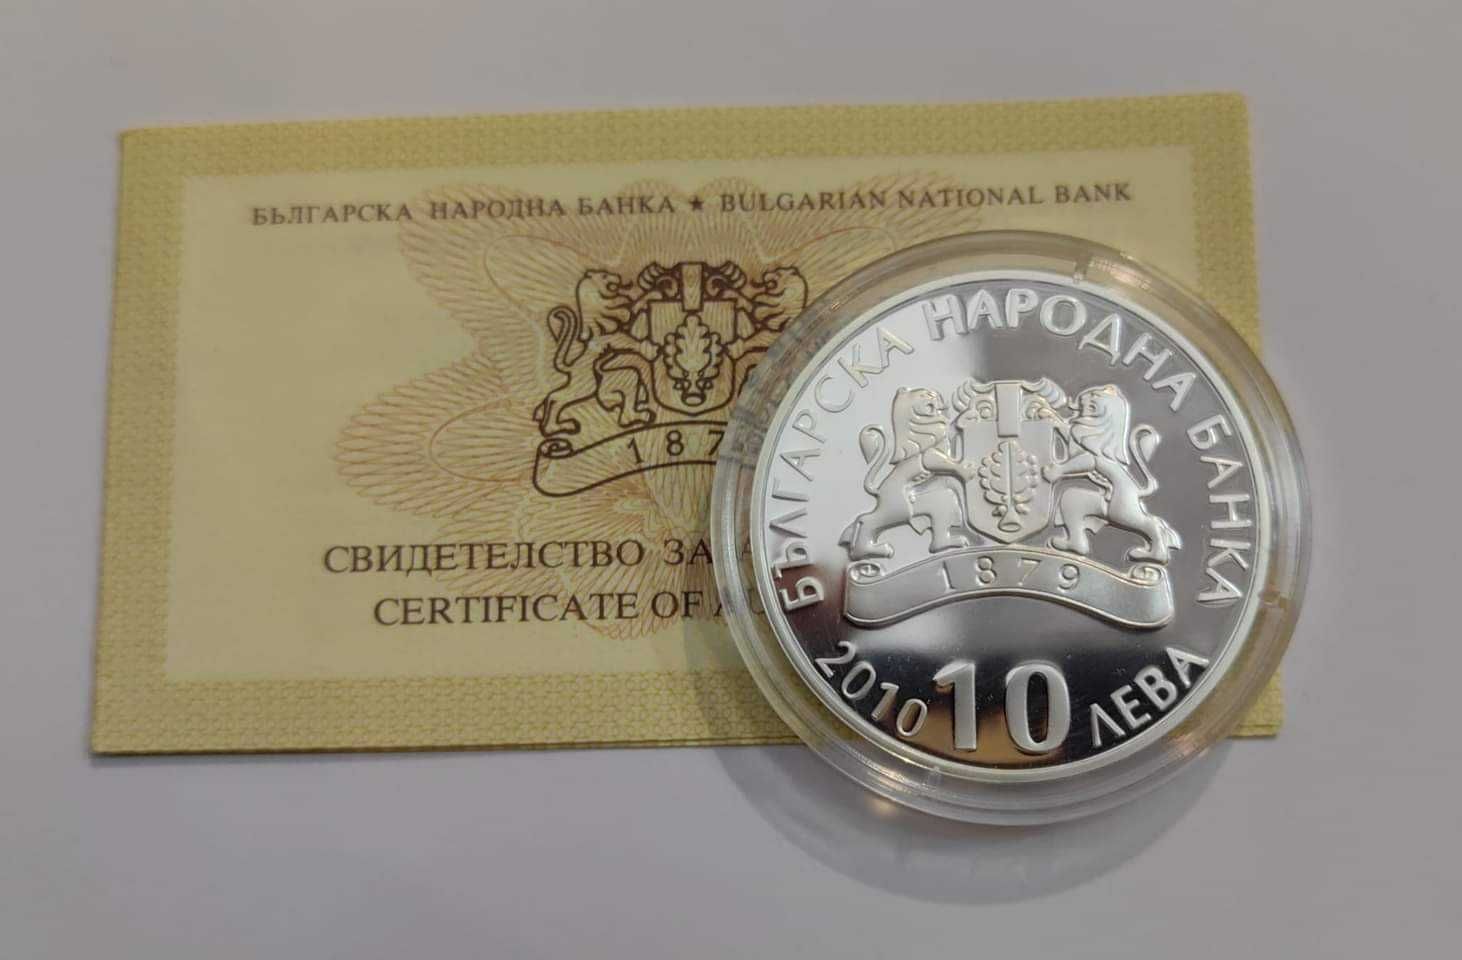 БЪЛГАРСКА НАРОДНА БАНКА ★ BULGARIAN NATIONAL BANK
СВИДЕТЕЛСТВО ЗА
CERTIFICATE OF
БЪЛГАРСКА НАРОДНА БАНКА
1879
2010 10 ЛЕВА